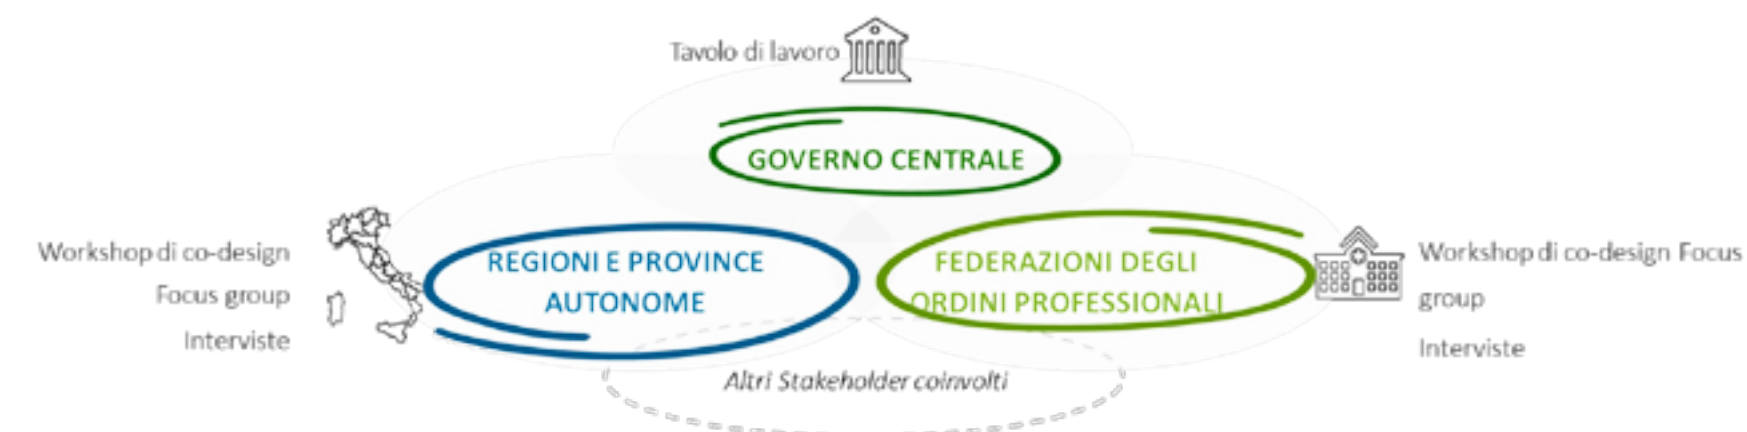 Tavolo di lavoro
GOVERNO CENTRALE
Workshop di co-design
Focus group
Interviste
REGIONI E PROVINCE
AUTONOME
FEDERAZIONI DEGLI
ORDINI PROFESSIONALI
Workshop di co-design Focus
group
Interviste
Altri Stakeholder coinvolti